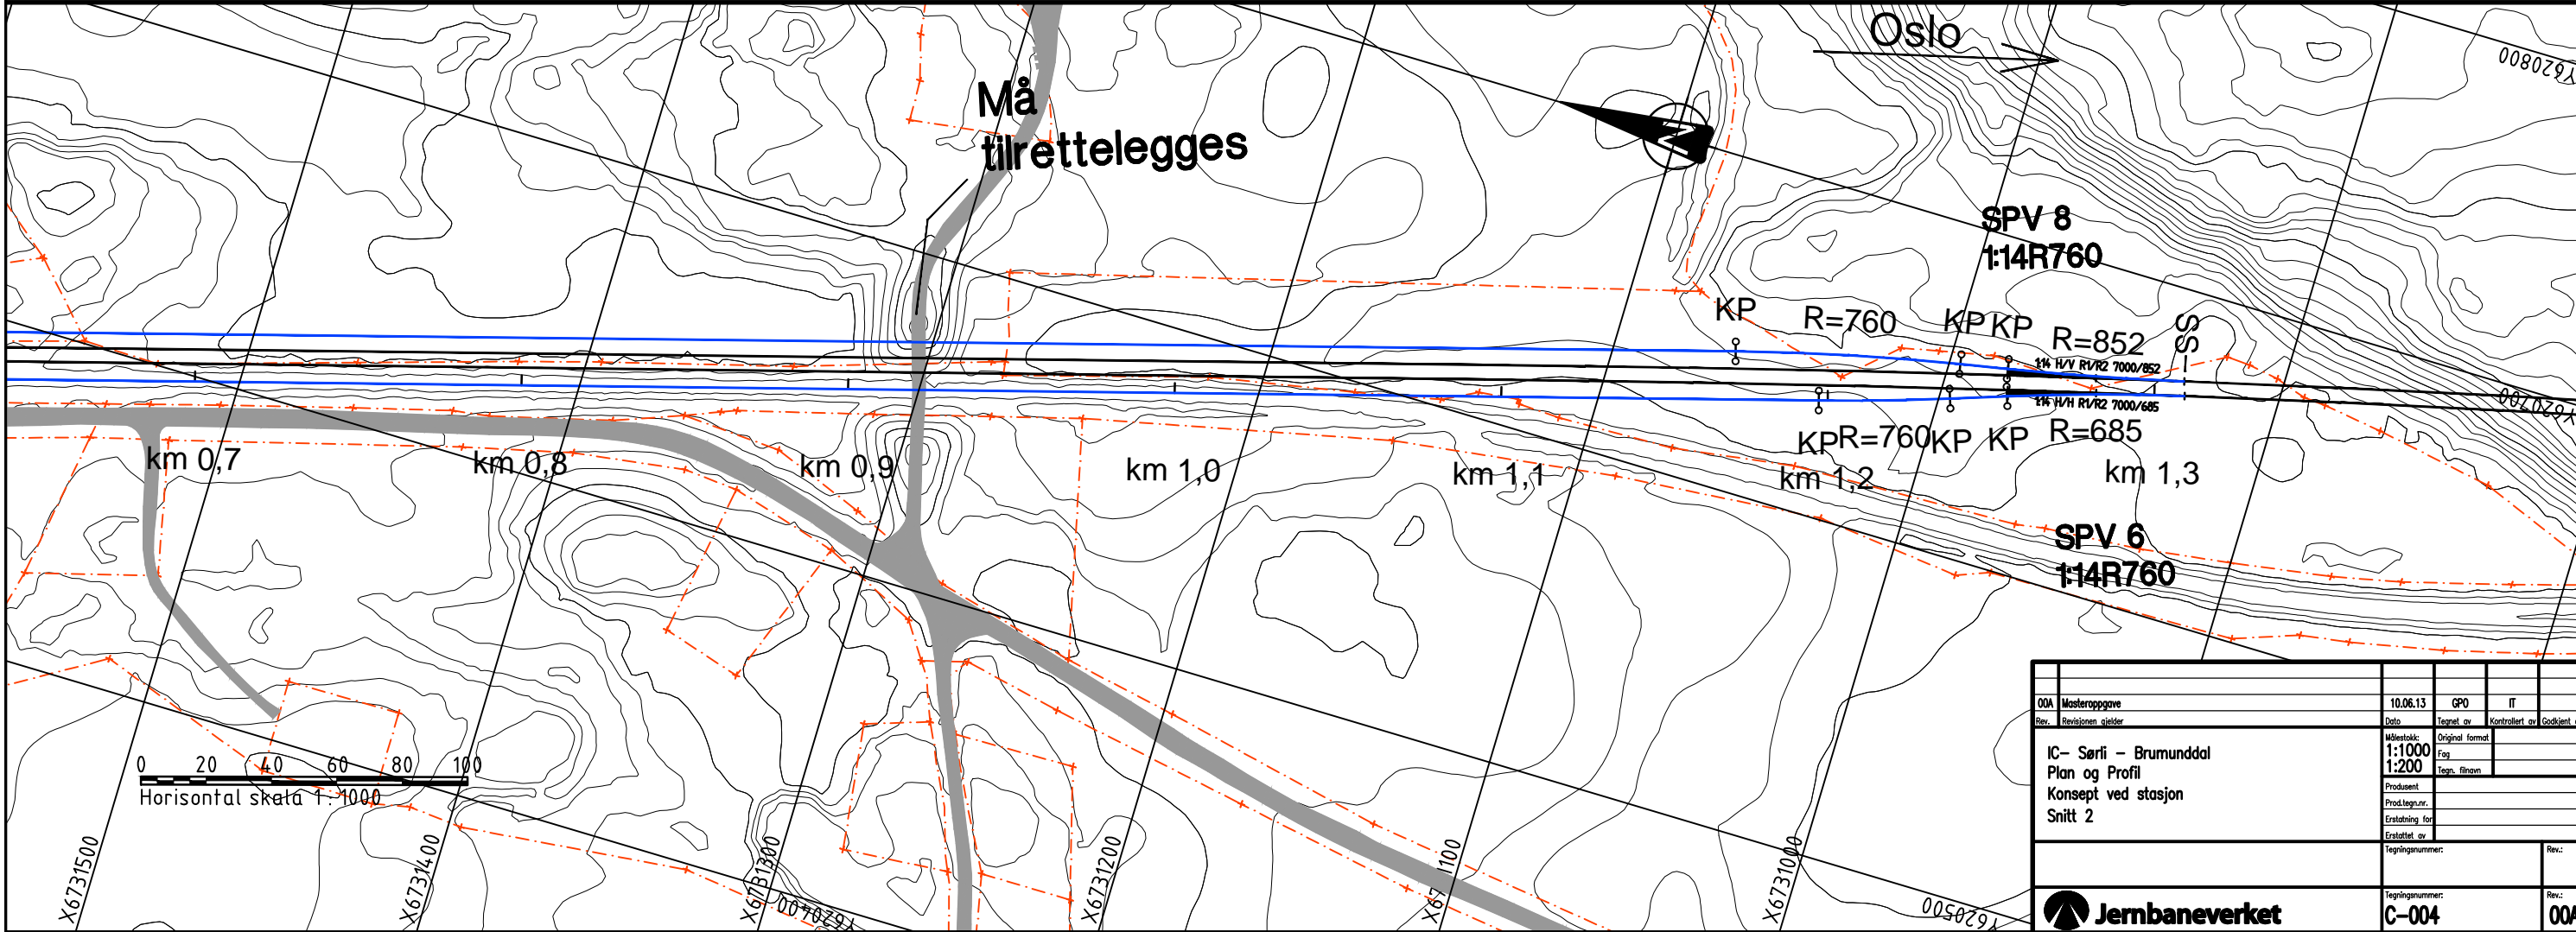 Oslo
Y620800
Må
tilrettelegges
SPV 8
1:14R760
KP
R=760
KP
KP
R=852
SS
1:14 H/V R1/R2 7000/852
1:14 H/H R1/R2 7000/685
Y620700
KP
R=760
KP
KP
R=685
km 0,7
km 0,8
km 0,9
km 1,0
km 1,1
km 1,2
km 1,3
SPV 6
1:14R760
0 20 40 60 80 100
Horisontal skala 1: 1000
X6731500
X6731400
X6731300
Y620400
X6731200
X6731100
X6731000
Y620500
00A Masteroppgave 10.06.13 GPO IT
Rev. Revisjonen gjelder Dato Tegnet av Kontrollert av Godkjent
IC- Sørli - Brumunddal
Plan og Profil
Konsept ved stasjon
Snitt 2
Målestokk:
1:1000
1:200
Original format
Fag
Tegn. filnavn
Produsent
Prod.tegn.nr.
Erstatning for
Erstattet av
Tegningsnummer: Rev.:
Jernbaneverket
Tegningsnummer: Rev.:
C-004 00A